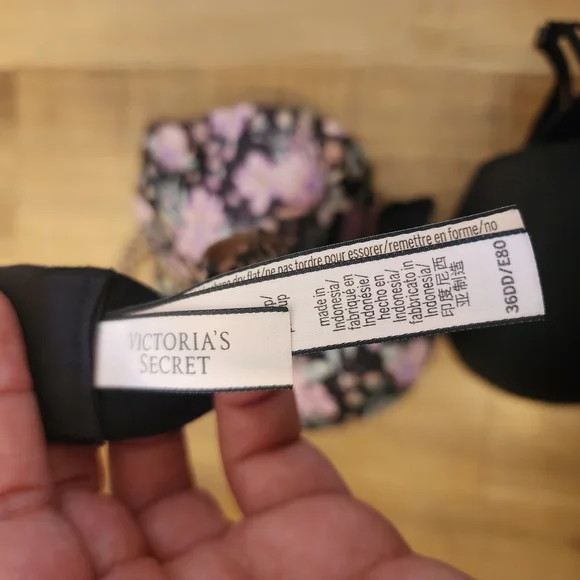 VICTORIA'S
SECRET
dry flat/ne pas tordre pour essorer/remettre en forme/no
made in
Indonesia/
fabriqué en
Indonésie/
hecho en
Indonesia/
fabbricato in
Indonesia/
印度尼西
亚制造
36DD/E80